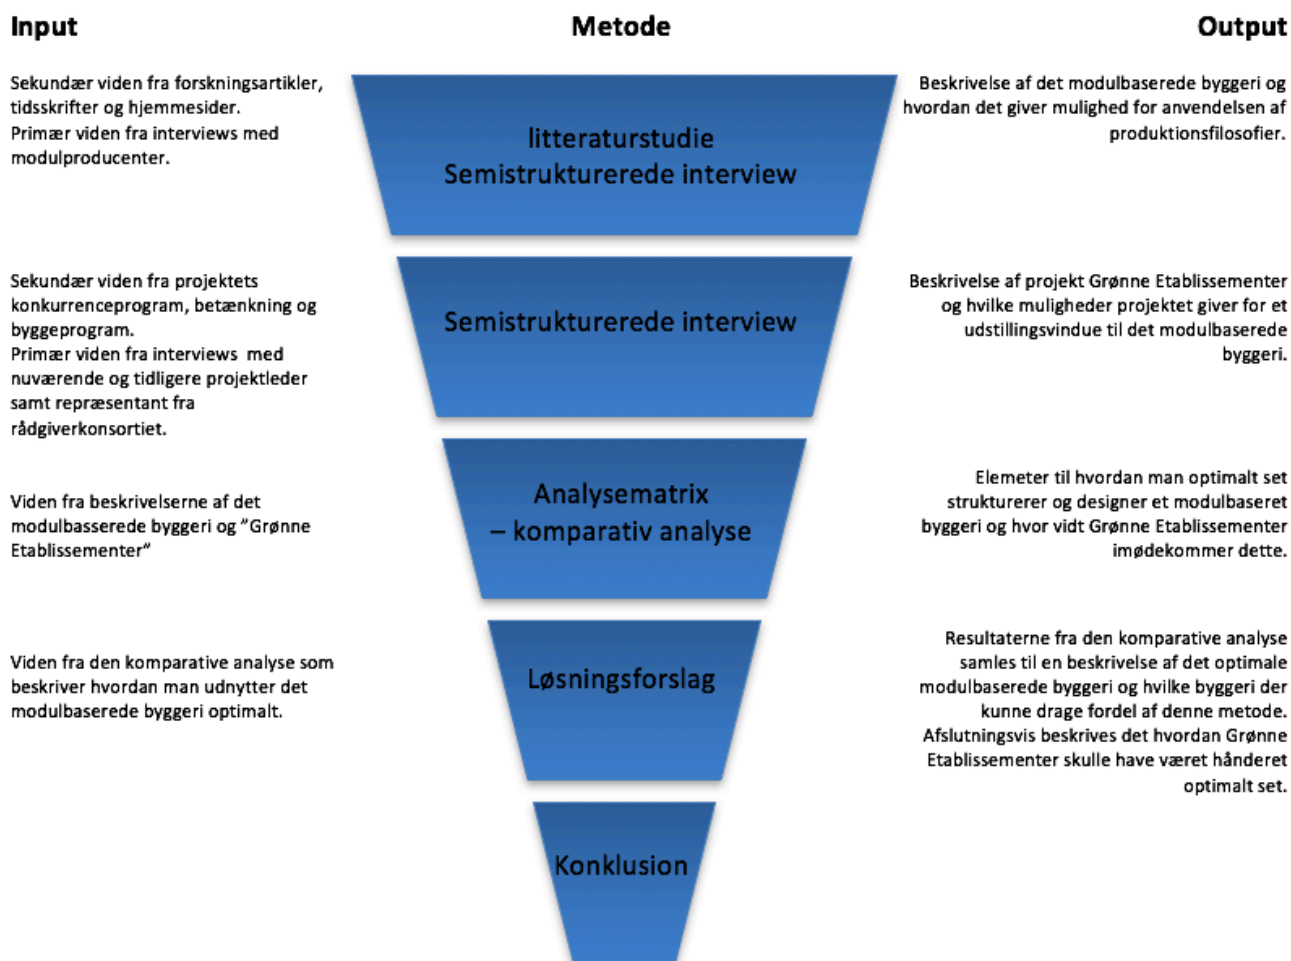 Input
Metode
Output
Sekundær viden fra forskningsartikler,
tidsskrifter og hjemmesider.
Primær viden fra interviews med
modulproducenter.
litteraturstudie
Semistrukturerede interview
Beskrivelse af det modulbaserede byggeri og
hvordan det giver mulighed for anvendelsen af
produktionsfilosofier.
Sekundær viden fra projektets
konkurrenceprogram, betænkning og
byggeprogram.
Primær viden fra interviews med
nuværende og tidligere projektleder
samt repræsentant fra
rådgiverkonsortiet.
Semistrukturerede interview
Beskrivelse af projekt Grønne Etablissementer
og hvilke muligheder projektet giver for et
udstillingsvindue til det modulbaserede
byggeri.
Viden fra beskrivelserne af det
modulbasserede byggeri og ”Grønne
Etablissementer”
Analysematrix
– komparativ analyse
Elemeter til hvordan man optimalt set
strukturerer og designer et modulbaseret
byggeri og hvor vidt Grønne Etablissementer
imødekommer dette.
Viden fra den komparative analyse som
beskriver hvordan man udnytter det
modulbaserede byggeri optimalt.
Løsningsforslag
Resultaterne fra den komparative analyse
samles til en beskrivelse af det optimale
modulbaserede byggeri og hvilke byggeri der
kunne drage fordel af denne metode.
Afslutningsvis beskrives det hvordan Grønne
Etablissementer skulle have været hånderet
optimalt set.
Konklusion